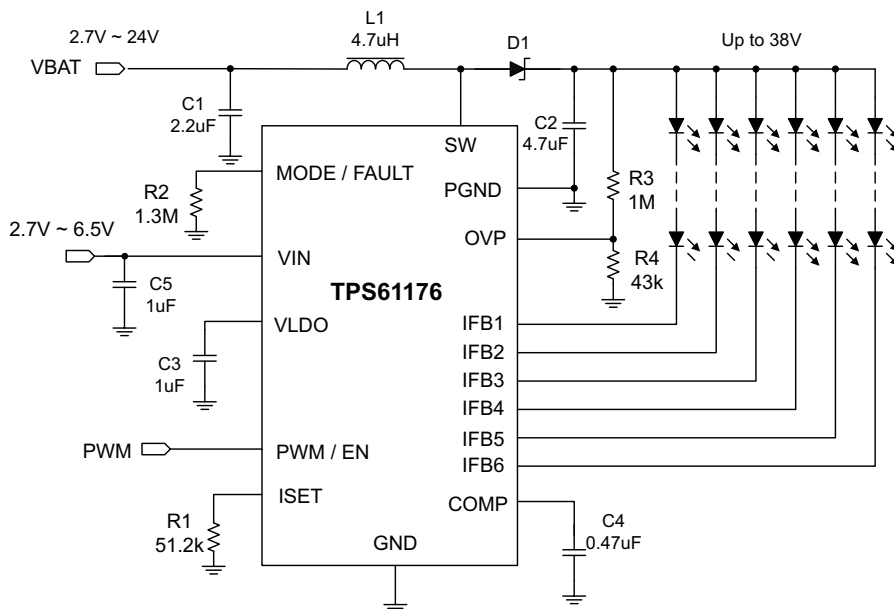 L1
4.7uH
2.7V ~ 24V
VBAT
D1
Up to 38V
C1
2.2uF
C2
4.7uF
SW
MODE / FAULT
R2
1.3M
PGND
R3
1M
2.7V ~ 6.5V
OVP
VIN
R4
43k
C5
1uF
TPS61176
VLDO
IFB1
C3
1uF
IFB2
IFB3
IFB4
IFB5
PWM
PWM / EN
IFB6
ISET
COMP
R1
51.2k
C4
0.47uF
GND